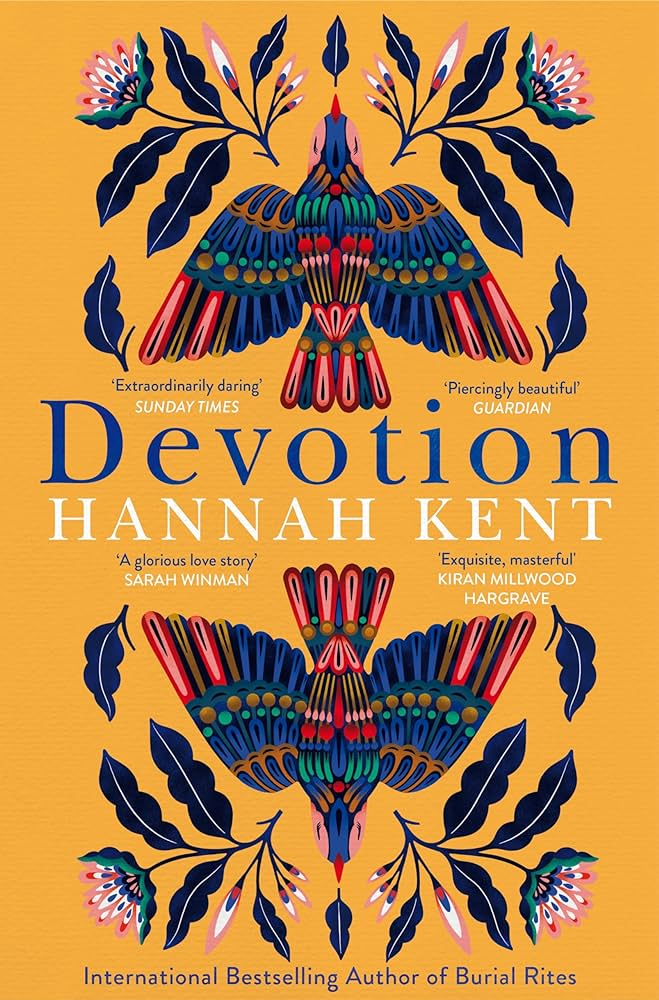 ‘Extraordinarily daring’
SUNDAY TIMES
‘Piercingly beautiful’
GUARDIAN
Devotion
HANNAH KENT
‘A glorious love story’
SARAH WINMAN
'Exquisite, masterful'
KIRAN MILLWOOD
HARGRAVE
International Bestselling Author of Burial Rites